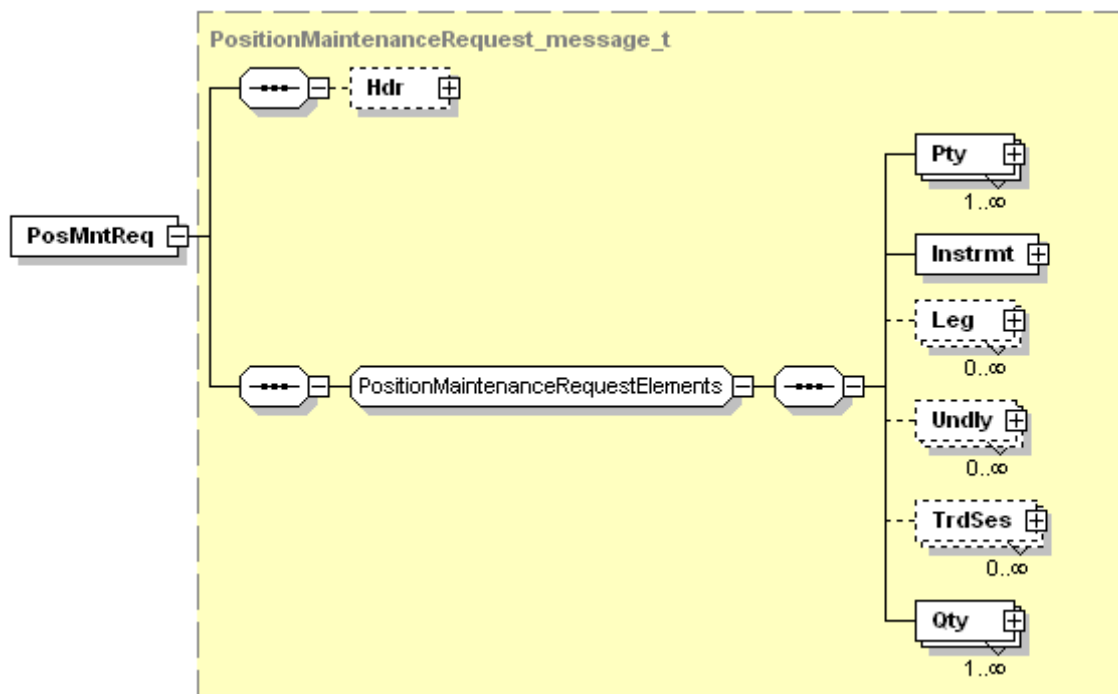 PositionMaintenanceRequest_message_t
Hdr
Pty
1..∞
PosMntReq
Instrmt
Leg
0..∞
PositionMaintenanceRequestElements
Undly
0..∞
TrdSes
0..∞
Qty
1..∞